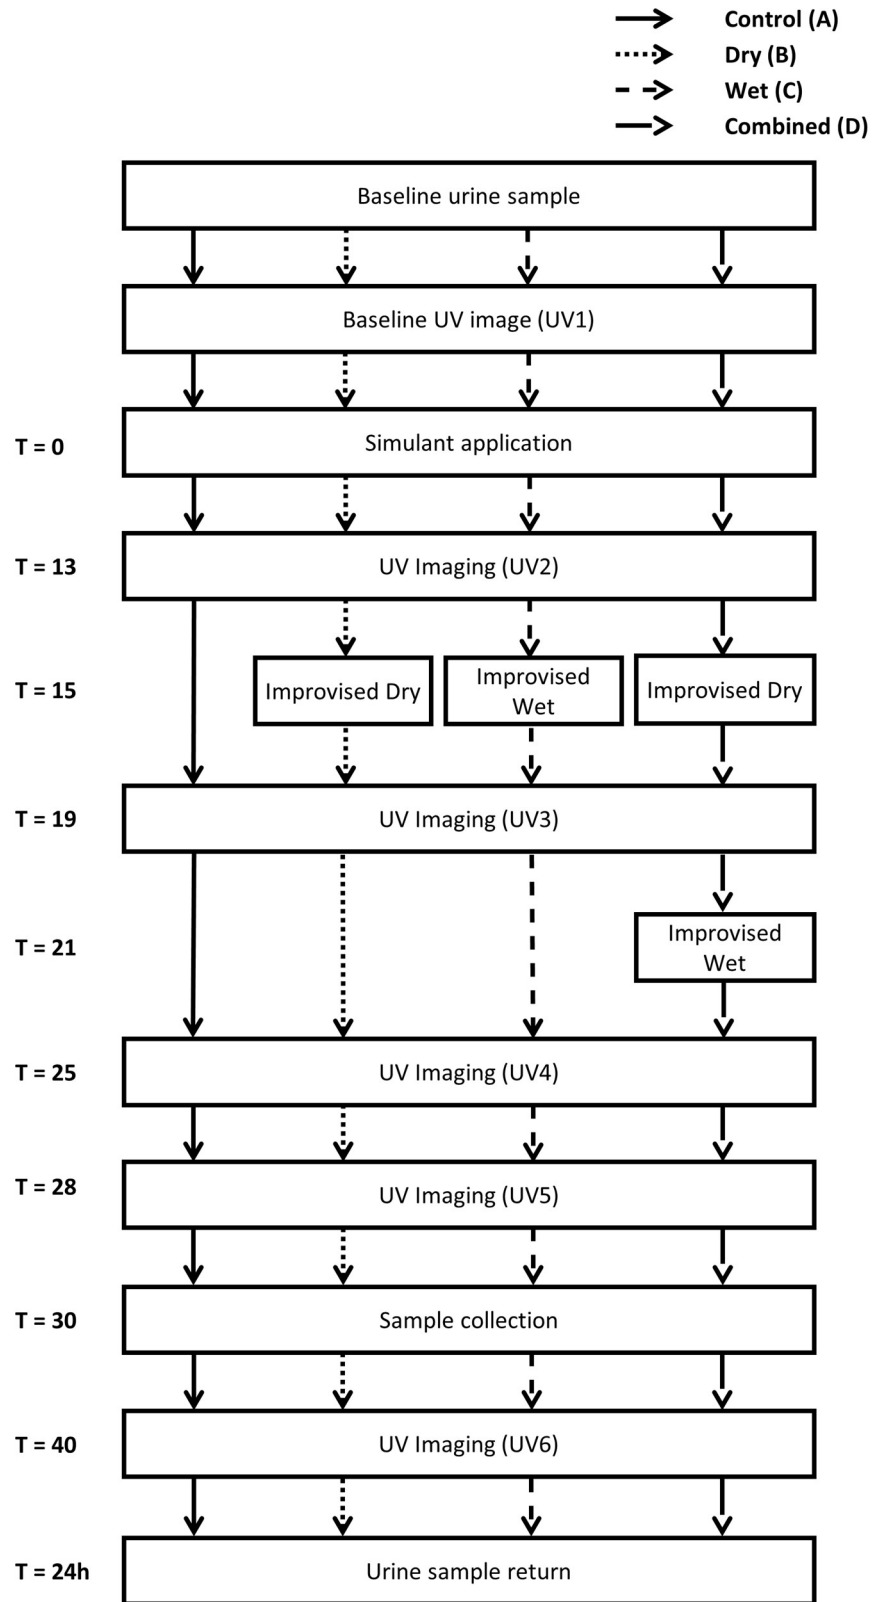 Control (A)
Dry (B)
Wet (C)
Combined (D)
Baseline urine sample
Baseline UV image (UV1)
T = 0
Simulant application
T = 13
UV Imaging (UV2)
T = 15
Improvised Dry
Improvised
Wet
Improvised Dry
T = 19
UV Imaging (UV3)
T = 21
Improvised
Wet
T = 25
UV Imaging (UV4)
T = 28
UV Imaging (UV5)
T = 30
Sample collection
T = 40
UV Imaging (UV6)
T = 24h
Urine sample return